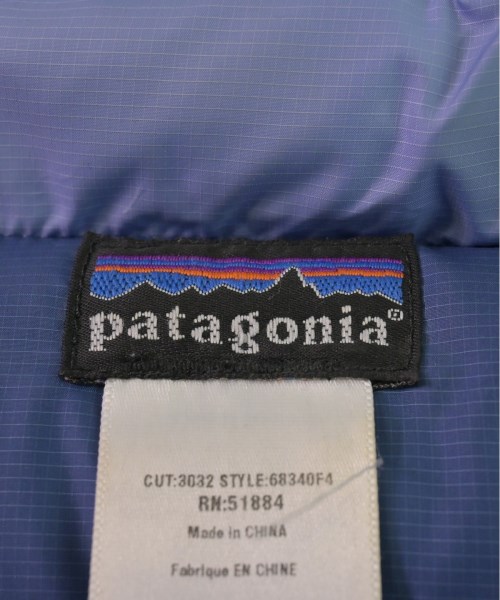 patagonia®
CUT:3032 STYLE:68340F4
RN:51884
Made in CHINA
Fabrique EN CHINE